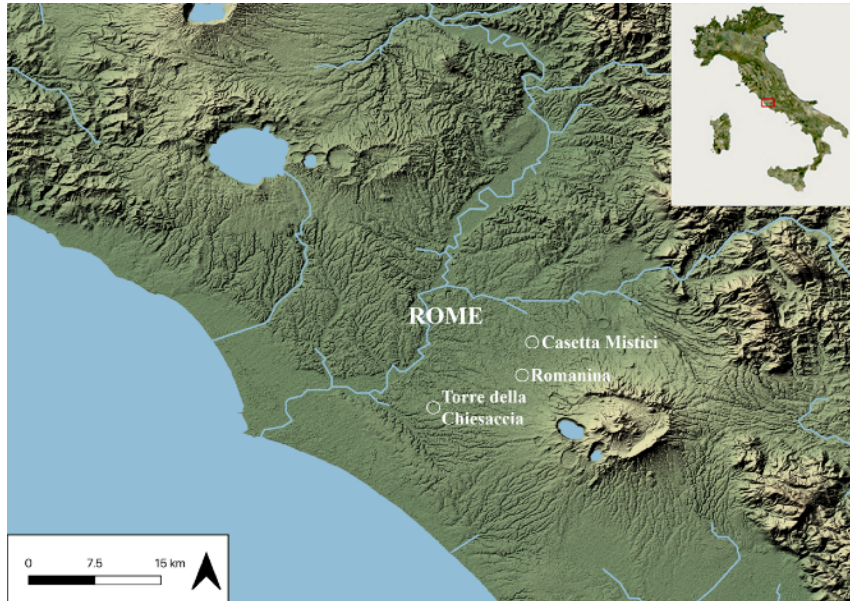 ROME
Casetta Mistici
Romanina
Torre della
Chiesaccia
0 7.5 15 km